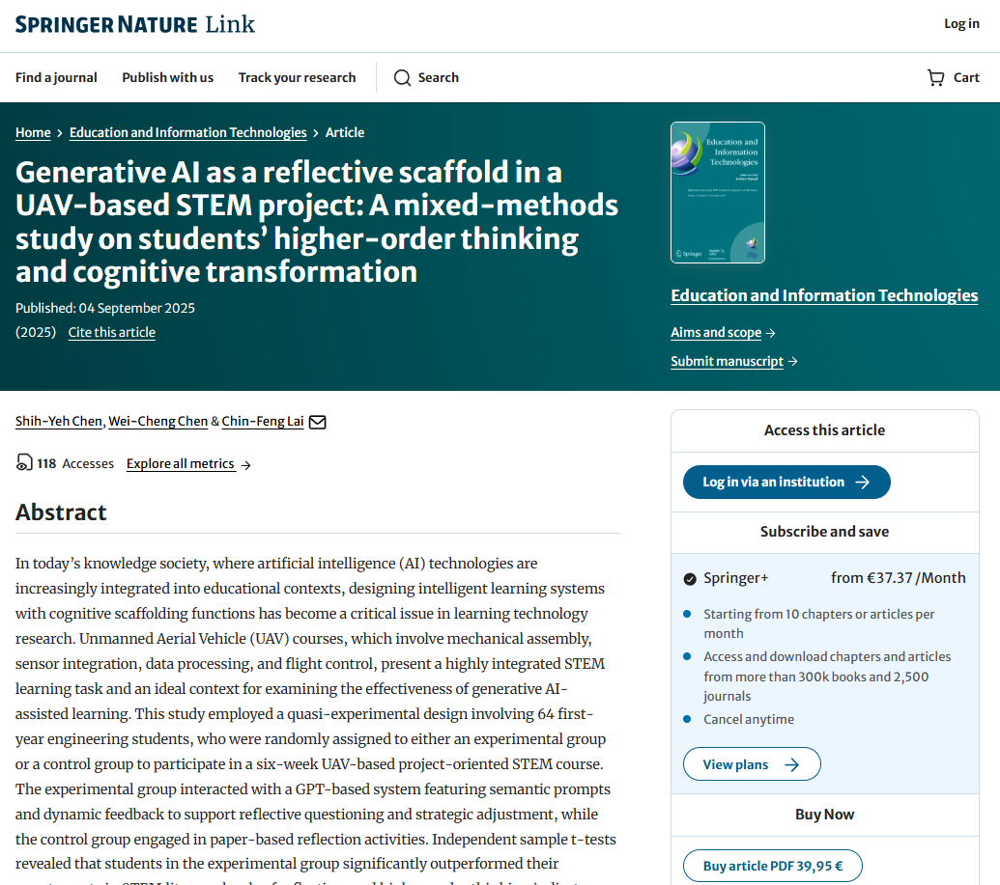 SPRINGER NATURE Link
Log in
Find a journal
Publish with us
Track your research
Search
Cart
Home > Education and Information Technologies > Article
Generative AI as a reflective scaffold in a
UAV-based STEM project: A mixed-methods
study on students’ higher-order thinking
and cognitive transformation
Published: 04 September 2025
(2025) Cite this article
Education and
Information
Technologies
Springer
ifip
Education and Information Technologies
Aims and scope →
Submit manuscript →
Shih-Yeh Chen, Wei-Cheng Chen & Chin-Feng Lai
118 Accesses
Explore all metrics →
Abstract
In today’s knowledge society, where artificial intelligence (AI) technologies are
increasingly integrated into educational contexts, designing intelligent learning systems
with cognitive scaffolding functions has become a critical issue in learning technology
research. Unmanned Aerial Vehicle (UAV) courses, which involve mechanical assembly,
sensor integration, data processing, and flight control, present a highly integrated STEM
learning task and an ideal context for examining the effectiveness of generative AI-
assisted learning. This study employed a quasi-experimental design involving 64 first-
year engineering students, who were randomly assigned to either an experimental group
or a control group to participate in a six-week UAV-based project-oriented STEM course.
The experimental group interacted with a GPT-based system featuring semantic prompts
and dynamic feedback to support reflective questioning and strategic adjustment, while
the control group engaged in paper-based reflection activities. Independent sample t-tests
revealed that students in the experimental group significantly outperformed their
Access this article
Log in via an institution →
Subscribe and save
Springer+
from €37.37 /Month
Starting from 10 chapters or articles per
month
Access and download chapters and articles
from more than 300k books and 2,500
journals
Cancel anytime
View plans →
Buy Now
Buy article PDF 39,95 €